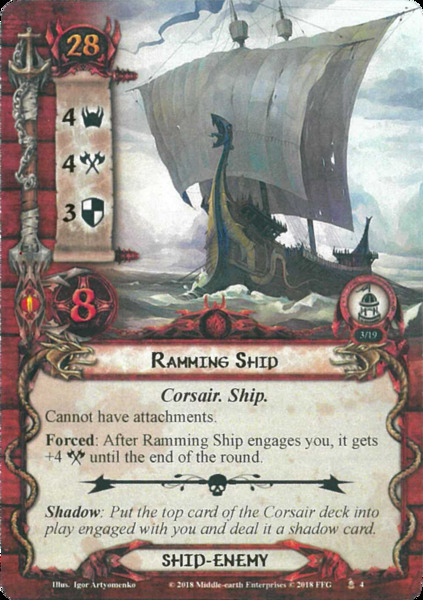 28
4
4
3
8
3/19
Ramming Ship
Corsair. Ship.
Cannot have attachments.
Forced: After Ramming Ship engages you, it gets
+4 until the end of the round.
Shadow: Put the top card of the Corsair deck into
play engaged with you and deal it a shadow card.
SHIP-ENEMY
Illus. Igor Artyomenko © 2018 Middle-earth Enterprises © 2018 FFG 4